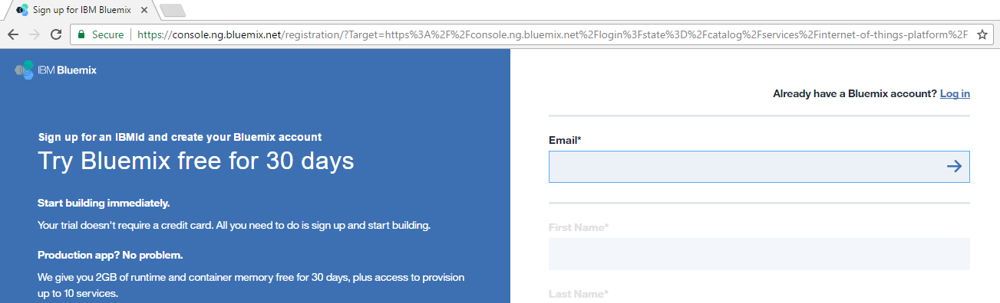 Sign up for IBM Bluemix
Secure https://console.ng.bluemix.net/registration/?Target=https%3A%2F%2Fconsole.ng.bluemix.net%2Flogin%3Fstate%3D%2Fcatalog%2Fservices%2Finternet-of-things-platform%2F
IBM Bluemix
Already have a Bluemix account? Log in
Sign up for an IBMid and create your Bluemix account
Try Bluemix free for 30 days
Start building immediately.
Your trial doesn't require a credit card. All you need to do is sign up and start building.
Production app? No problem.
We give you 2GB of runtime and container memory free for 30 days, plus access to provision
up to 10 services.
Email*
First Name*
Last Name*